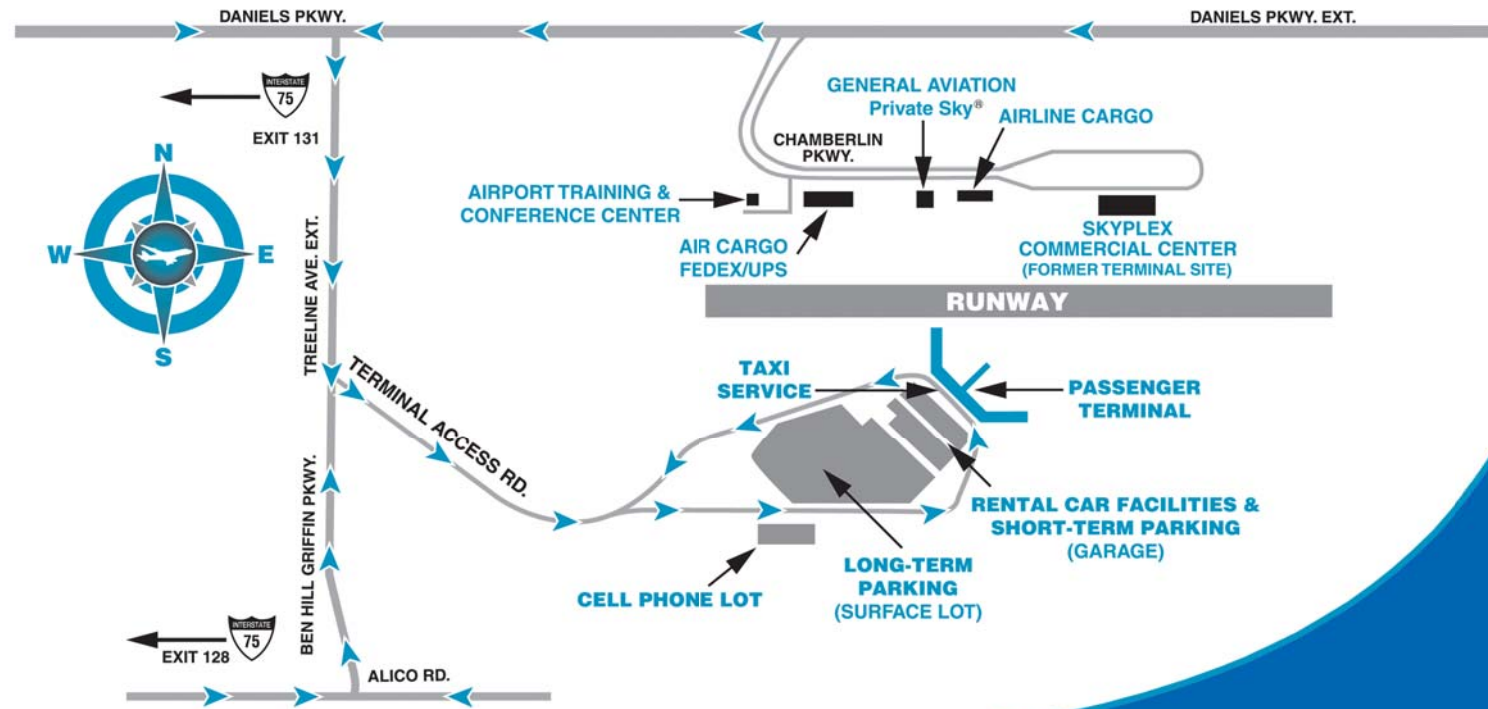 DANIELS PKWY.
DANIELS PKWY. EXT.
INTERSTATE
75
EXIT 131
GENERAL AVIATION
Private Sky®
AIRLINE CARGO
CHAMBERLIN
PKWY.
N
W
E
S
AIRPORT TRAINING &
CONFERENCE CENTER
AIR CARGO
FEDEX/UPS
SKYPLEX
COMMERCIAL CENTER
(FORMER TERMINAL SITE)
RUNWAY
TREELINE AVE. EXT.
TERMINAL ACCESS RD.
TAXI
SERVICE
PASSENGER
TERMINAL
BEN HILL GRIFFIN PKWY.
RENTAL CAR FACILITIES &
SHORT-TERM PARKING
(GARAGE)
LONG-TERM
PARKING
(SURFACE LOT)
CELL PHONE LOT
INTERSTATE
75
EXIT 128
ALICO RD.